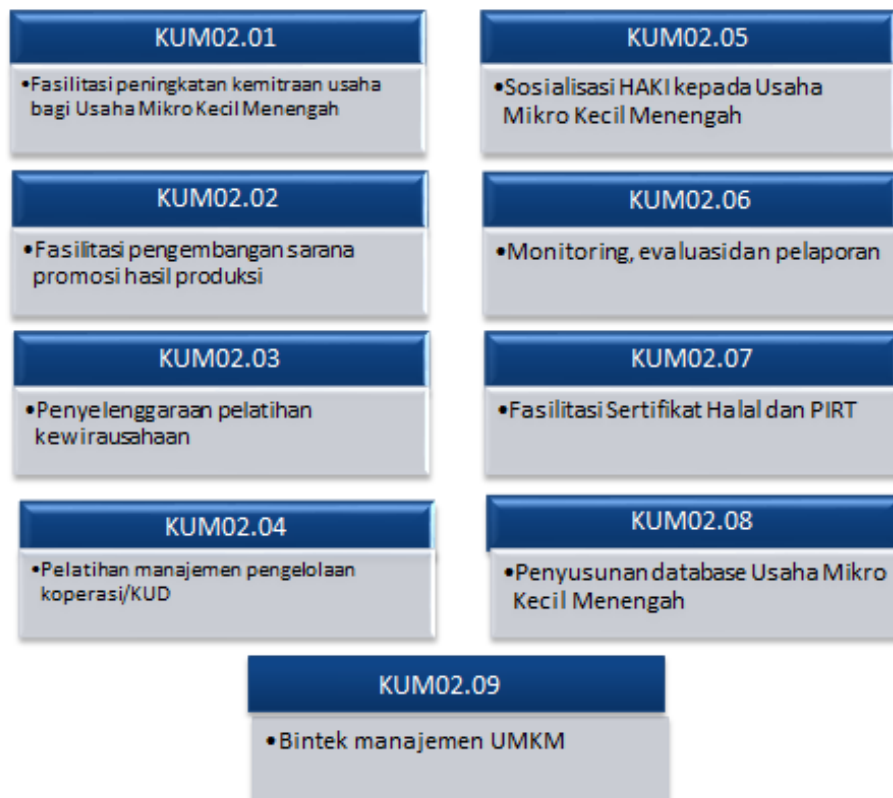 KUM02.01
•Fasilitasi peningkatan kemitraan usaha
bagi Usaha Mikro Kecil Menengah
KUM02.02
•Fasilitasi pengembangan sarana
promosi hasil produksi
KUM02.03
•Penyelenggaraan pelatihan
kewirausahaan
KUM02.04
•Pelatihan manajemen pengelolaan
koperasi/KUD
KUM02.05
•Sosialisasi HAKI kepada Usaha
Mikro Kecil Menengah
KUM02.06
•Monitoring, evaluasi dan pelaporan
KUM02.07
•Fasilitasi Sertifikat Halal dan PIRT
KUM02.08
•Penyusunan database Usaha Mikro
Kecil Menengah
KUM02.09
•Bintek manajemen UMKM